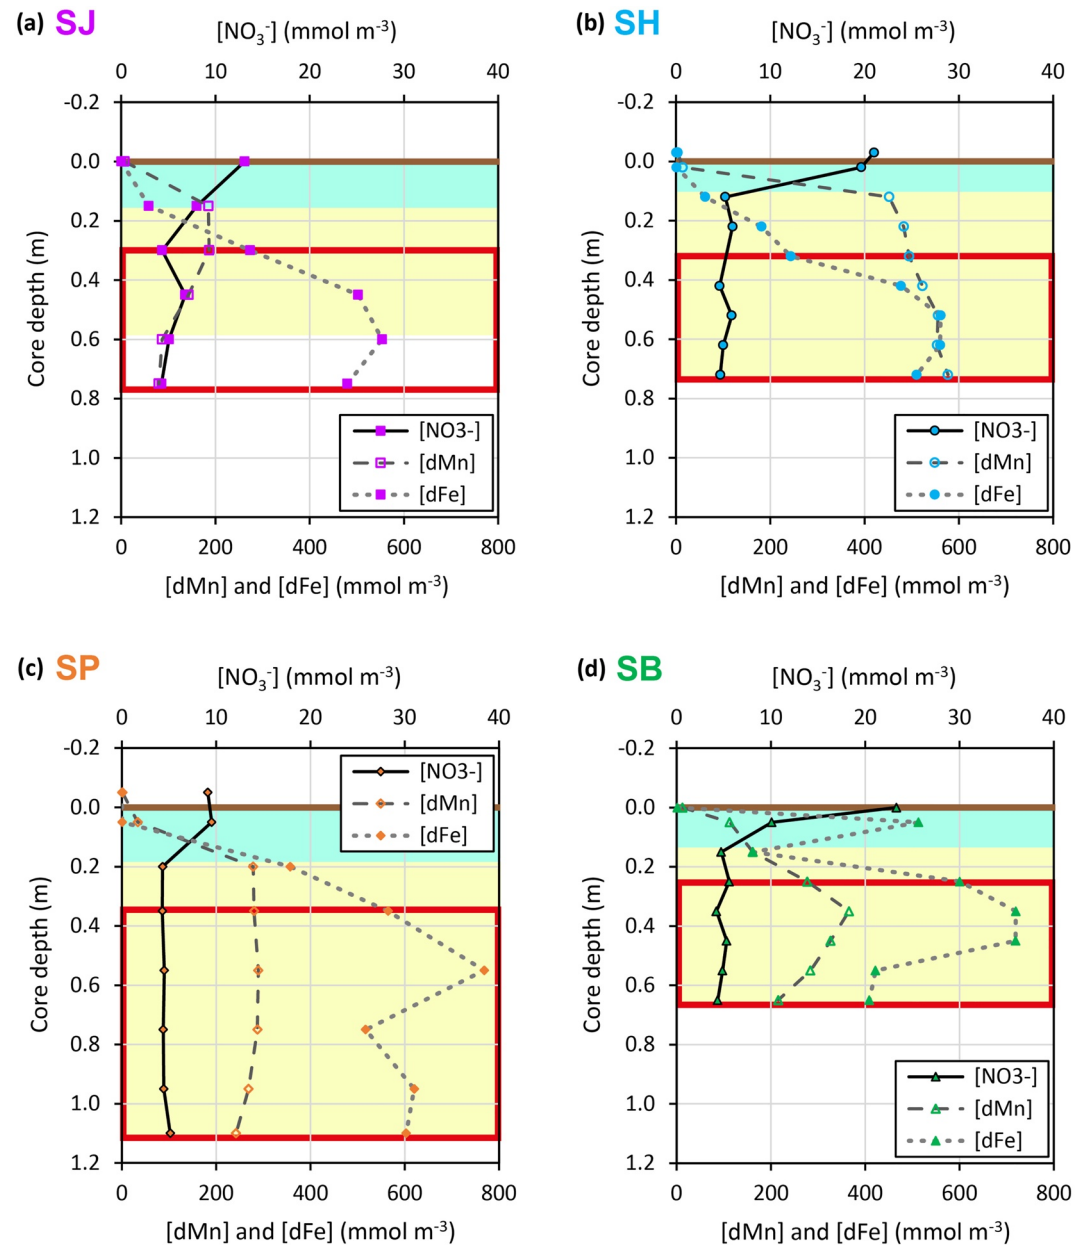 (a) SJ
[NO₃⁻] (mmol m⁻³)
0 10 20 30 40
-0.2
0.0
0.2
0.4
0.6
0.8
1.0
1.2
Core depth (m)
[NO3-]
[dMn]
[dFe]
0 200 400 600 800
[dMn] and [dFe] (mmol m⁻³)
(b) SH
[NO₃⁻] (mmol m⁻³)
0 10 20 30 40
-0.2
0.0
0.2
0.4
0.6
0.8
1.0
1.2
Core depth (m)
[NO3-]
[dMn]
[dFe]
0 200 400 600 800
[dMn] and [dFe] (mmol m⁻³)
(c) SP
[NO₃⁻] (mmol m⁻³)
0 10 20 30 40
-0.2
0.0
0.2
0.4
0.6
0.8
1.0
1.2
Core depth (m)
[NO3-]
[dMn]
[dFe]
0 200 400 600 800
[dMn] and [dFe] (mmol m⁻³)
(d) SB
[NO₃⁻] (mmol m⁻³)
0 10 20 30 40
-0.2
0.0
0.2
0.4
0.6
0.8
1.0
1.2
Core depth (m)
[NO3-]
[dMn]
[dFe]
0 200 400 600 800
[dMn] and [dFe] (mmol m⁻³)